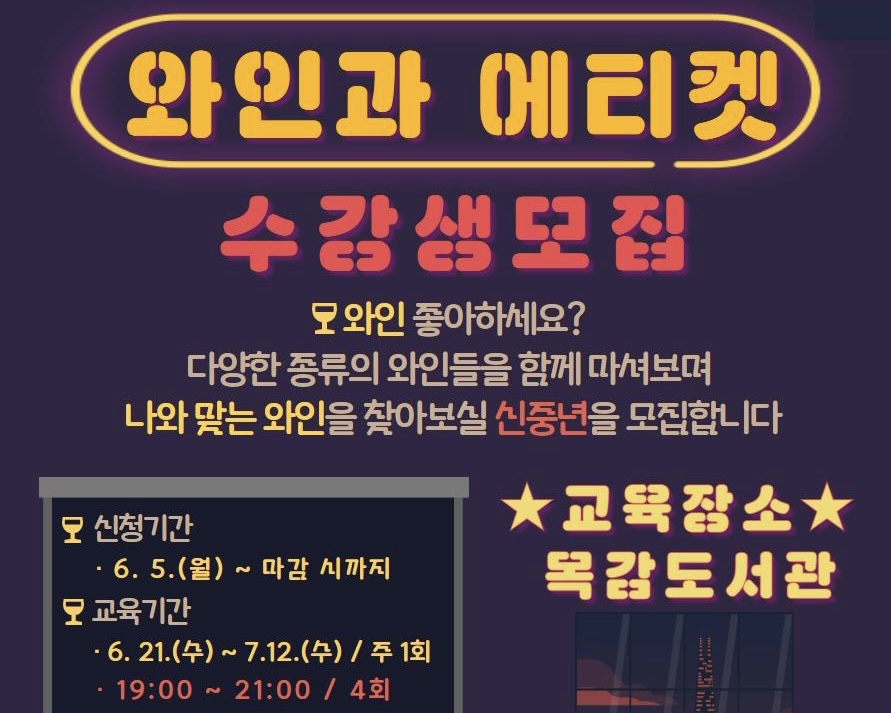 와인과 에티켓
수강생모집
와인 좋아하세요?
다양한 종류의 와인들을 함께 마셔보며
나와 맞는 와인을 찾아보실 신중년을 모집합니다
신청기간
· 6. 5.(월) ~ 마감 시까지
교육기간
· 6. 21.(수) ~ 7.12.(수) / 주 1회
· 19:00 ~ 21:00 / 4회
★교육장소★
목감도서관